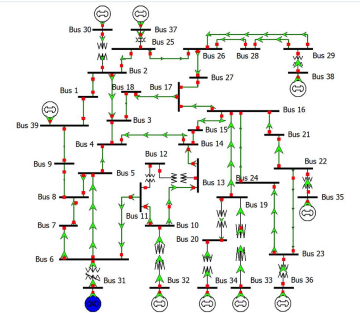 Bus 30
Bus 37
Bus 25
Bus 26
Bus 28
Bus 29
Bus 2
Bus 27
Bus 38
Bus 1
Bus 18
Bus 17
Bus 39
Bus 3
Bus 16
Bus 15
Bus 4
Bus 14
Bus 21
Bus 9
Bus 12
Bus 22
Bus 5
Bus 13
Bus 24
Bus 8
Bus 11
Bus 19
Bus 35
Bus 7
Bus 10
Bus 20
Bus 6
Bus 23
Bus 31
Bus 32
Bus 34
Bus 33
Bus 36